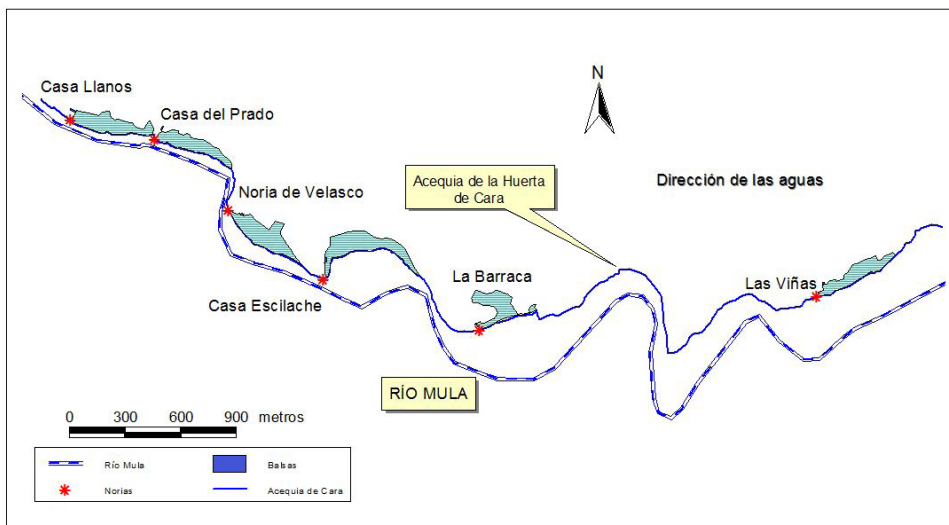 N
Casa Llanos
Casa del Prado
Dirección de las aguas
Acequia de la Huerta
de Cara
Noria de Velasco
La Barraca
Las Viñas
Casa Escilache
RÍO MULA
0 300 600 900 metros
Río Mula
Balsas
Norias
Acequia de Cara